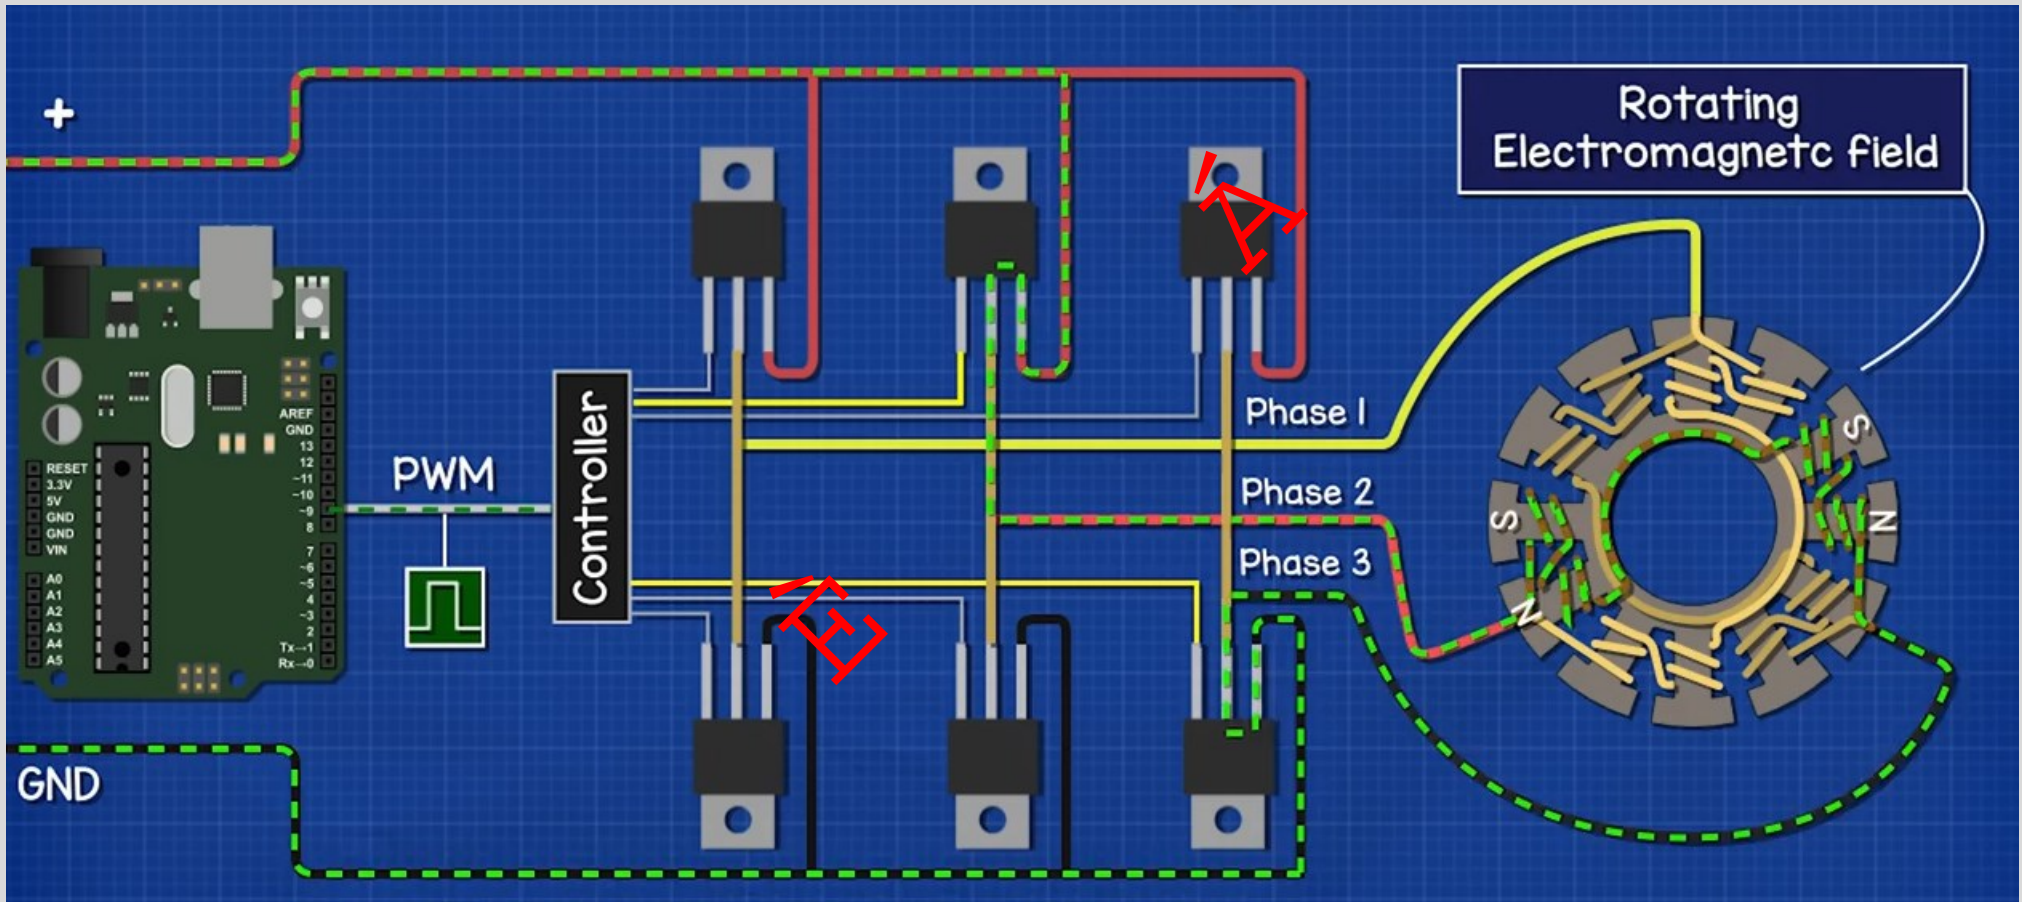 +
Rotating
Electromagnetc field
Ά
AREF
GND
13
12
~11
~10
~9
8
7
~6
~5
4
~3
2
Tx→1
Rx→0
RESET
3.3V
5V
GND
GND
VIN
A0
A1
A2
A3
A4
A5
PWM
Controller
Phase 1
Phase 2
Phase 3
Έ
S
N
S
N
GND